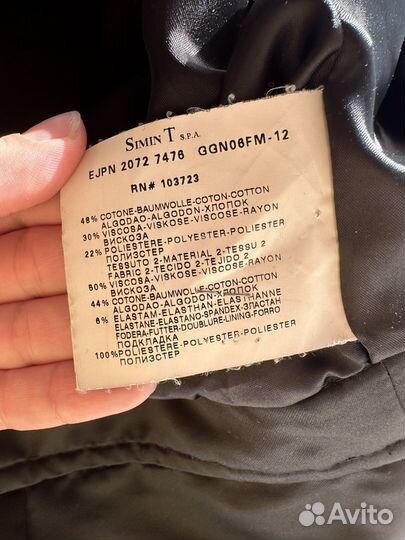 SIMINT S.P.A.
EJPN 2072 7476 GGN06FM-12
RN# 103723
48% COTONE-BAUMWOLLE-COTON-COTTON
ALGODAO-ALGODON-ХЛОПОК
30% VISCOSA-VISKOSE-VISCOSE-RAYON
ВИСКОЗА
22% POLIESTERE-POLYESTER-POLIESTER
ПОЛИЭСТЕР
TESSUTO 2-MATERIAL 2-TESSU 2
FABRIC 2-TECIDO 2-TEJIDO 2
50% VISCOSA-VISKOSE-VISCOSE-RAYON
ВИСКОЗА
44% COTONE-BAUMWOLLE-COTON-COTTON
ALGODAO-ALGODON-ХЛОПОК
6% ELASTAM-ELASTHAN-ELASTHANNE
ELASTANE-ELASTANO-SPANDEX-ЭЛАСТАН
FODERA-FUTTER-DOUBLURE-LINING-FORRO
ПОДКЛАДКА
100% POLIESTERE-POLYESTER-POLIESTER
ПОЛИЭСТЕР
Avito